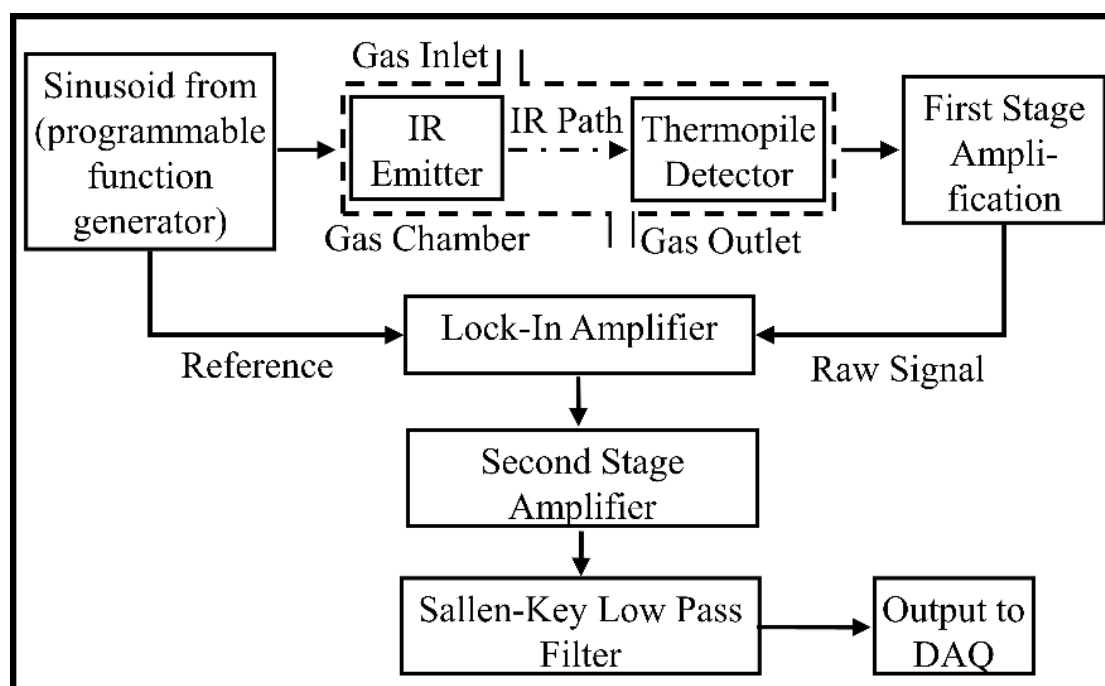 Sinusoid from
(programmable
function
generator)
Gas Inlet
IR
Emitter
IR Path
Thermopile
Detector
First Stage
Ampli-
fication
Gas Chamber
Gas Outlet
Lock-In Amplifier
Reference
Raw Signal
Second Stage
Amplifier
Sallen-Key Low Pass
Filter
Output to
DAQ